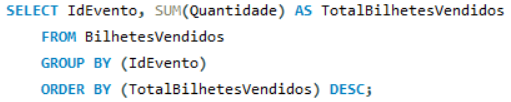 SELECT IdEvento, SUM(Quantidade) AS TotalBilhetesVendidos
FROM BilhetesVendidos
GROUP BY (IdEvento)
ORDER BY (TotalBilhetesVendidos) DESC;